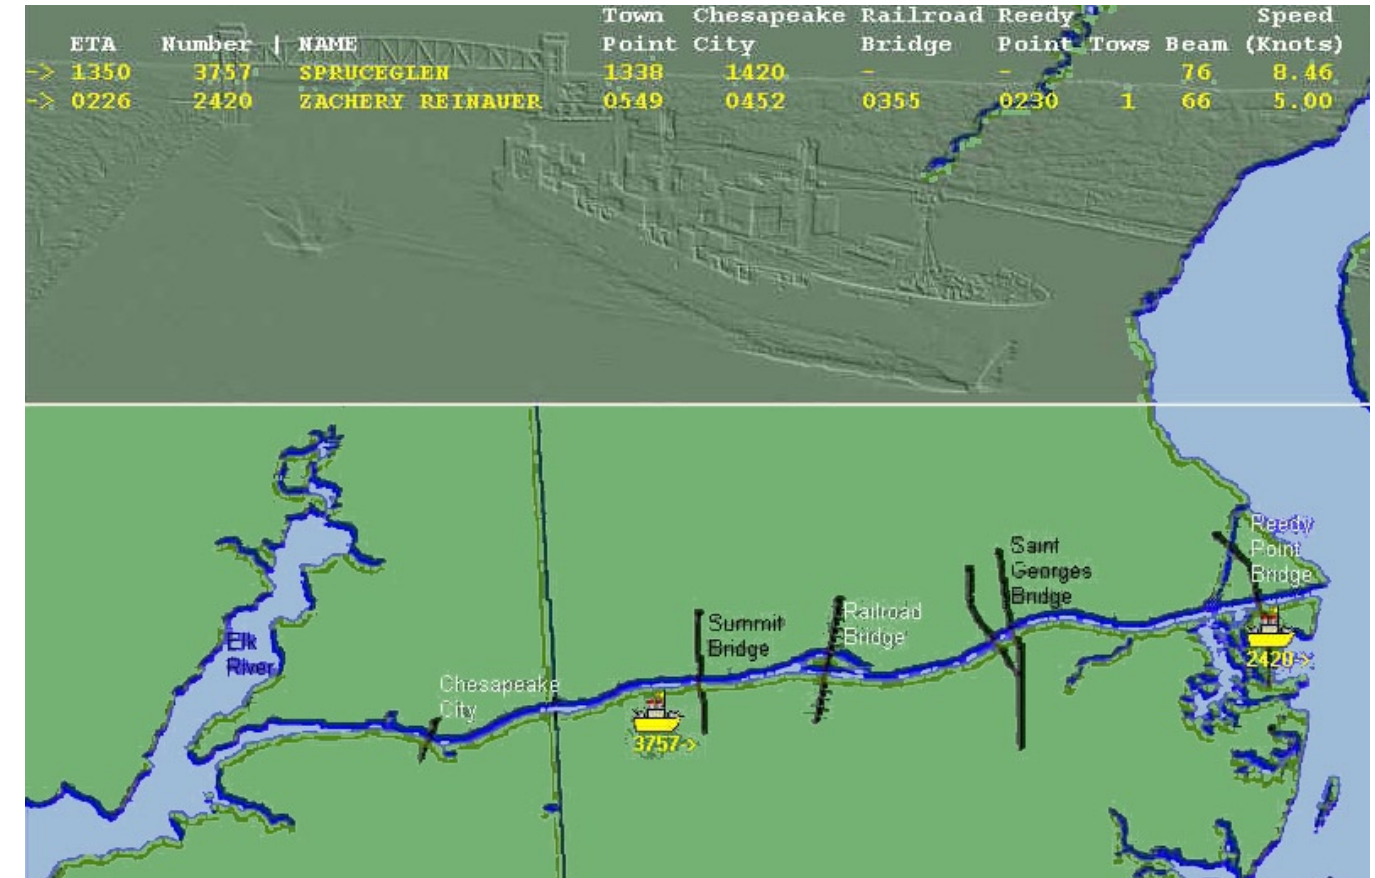 Town Chesapeake Railroad Reedy Speed
ETA Number | NAME Point City Bridge Point Tows Beam (Knots)
-> 1350 3757 SPRUCEGLEN 1338 1420 - - 76 8.46
-> 0226 2420 ZACHERY REINAUER 0549 0452 0355 0230 1 66 5.00
Reedy
Point
Bridge
Saint
Georges
Bridge
Railroad
Bridge
Summit
Bridge
Elk
River
Chesapeake
City
2420->
3757->